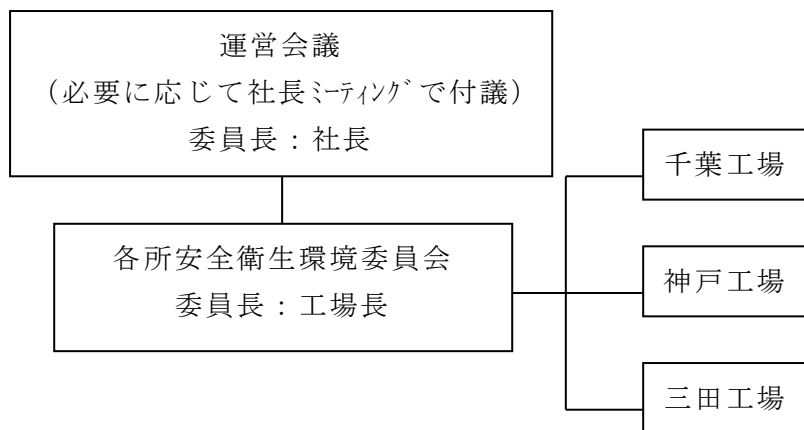 運営会議
（必要に応じて社長ﾐｰﾃｨﾝｸﾞで付議）
委員長：社長
各所安全衛生環境委員会
委員長：工場長
千葉工場
神戸工場
三田工場